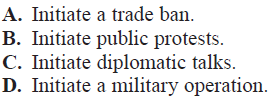 A. Initiate a trade ban.
B. Initiate public protests.
C. Initiate diplomatic talks.
D. Initiate a military operation.